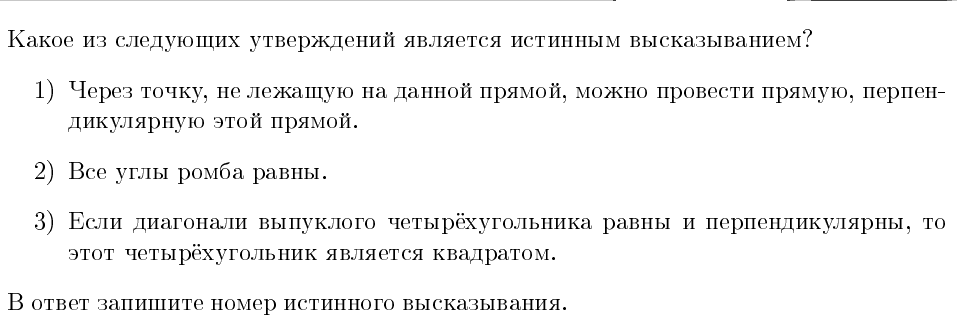 Какое из следующих утверждений является истинным высказыванием?
1) Через точку, не лежащую на данной прямой, можно провести прямую, перпен-
дикулярную этой прямой.
2) Все углы ромба равны.
3) Если диагонали выпуклого четырёхугольника равны и перпендикулярны, то
этот четырёхугольник является квадратом.
В ответ запишите номер истинного высказывания.